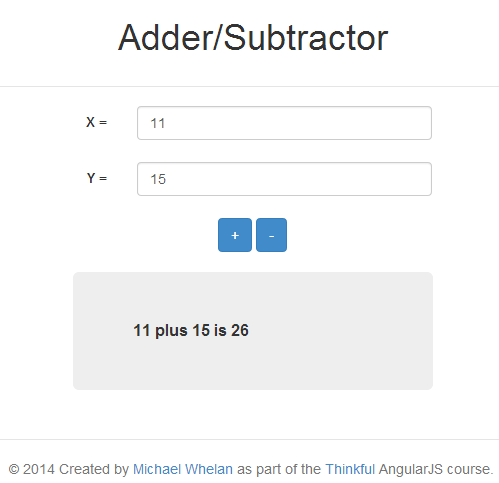 Adder/Subtractor
X = 11
Y = 15
+ -
11 plus 15 is 26
© 2014 Created by Michael Whelan as part of the Thinkful AngularJS course.